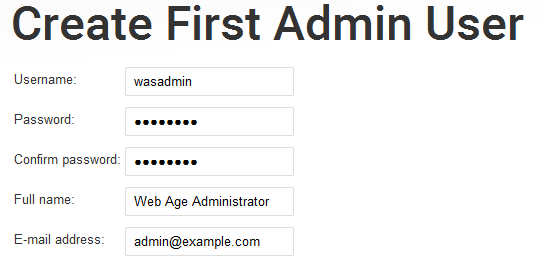 Create First Admin User
Username: wasadmin
Password: ••••••••
Confirm password: ••••••••
Full name: Web Age Administrator
E-mail address: admin@example.com